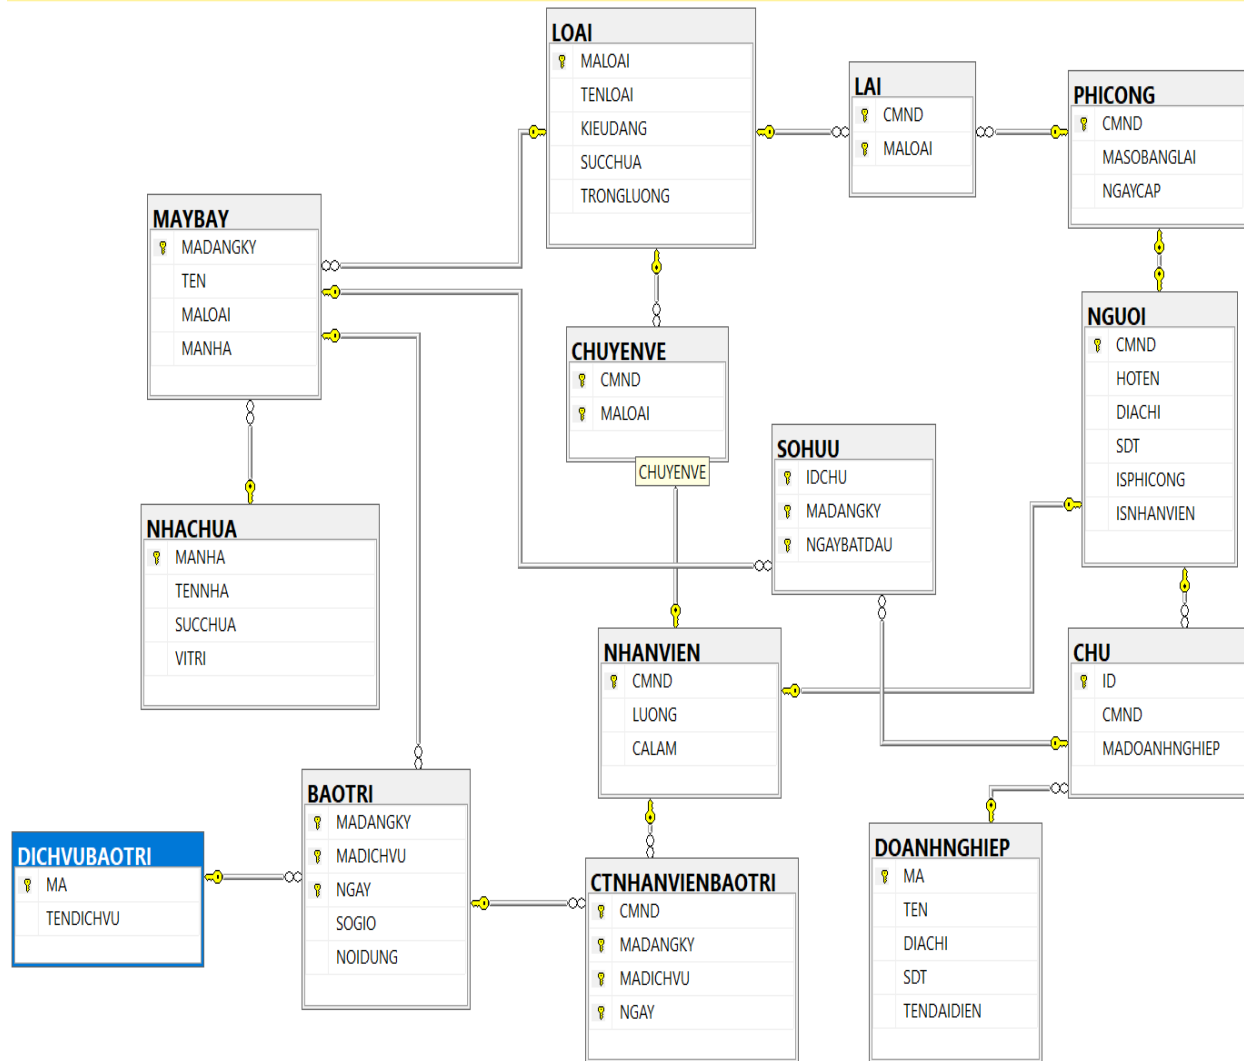 LOAI
MALOAI
TENLOAI
KIEUDANG
SUCCHUA
TRONGLUONG
LAI
CMND
MALOAI
PHICONG
CMND
MASOBANGLAI
NGAYCAP
MAYBAY
MADANGKY
TEN
MALOAI
MANHA
NGUOI
CMND
HOTEN
DIACHI
SDT
ISPHICONG
ISNHANVIEN
CHUYENVE
CMND
MALOAI
CHUYENVE
SOHUU
IDCHU
MADANGKY
NGAYBATDAU
NHACHUA
MANHA
TENNHA
SUCCHUA
VITRI
NHANVIEN
CMND
LUONG
CALAM
CHU
ID
CMND
MADOANHNGHIEP
BAOTRI
MADANGKY
MADICHVU
NGAY
SOGIO
NOIDUNG
DICHVUBAOTRI
MA
TENDICHVU
CTNHANVIENBAOTRI
CMND
MADANGKY
MADICHVU
NGAY
DOANHNGHIEP
MA
TEN
DIACHI
SDT
TENDAIDIEN